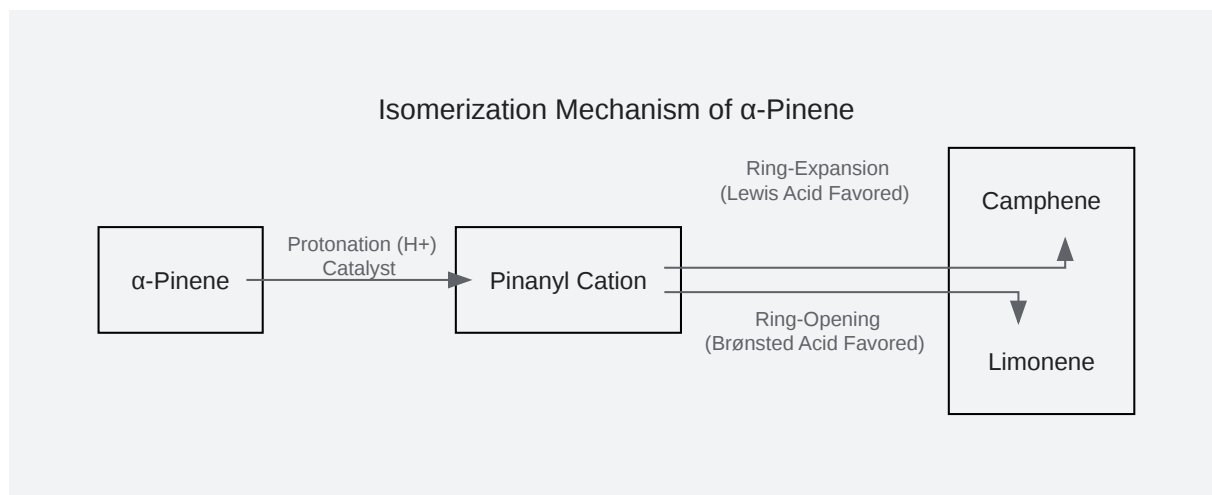 Isomerization Mechanism of α-Pinene
Ring-Expansion
(Lewis Acid Favored)
Camphene
Protonation (H+)
Catalyst
α-Pinene
Pinanyl Cation
Ring-Opening
(Brønsted Acid Favored)
Limonene